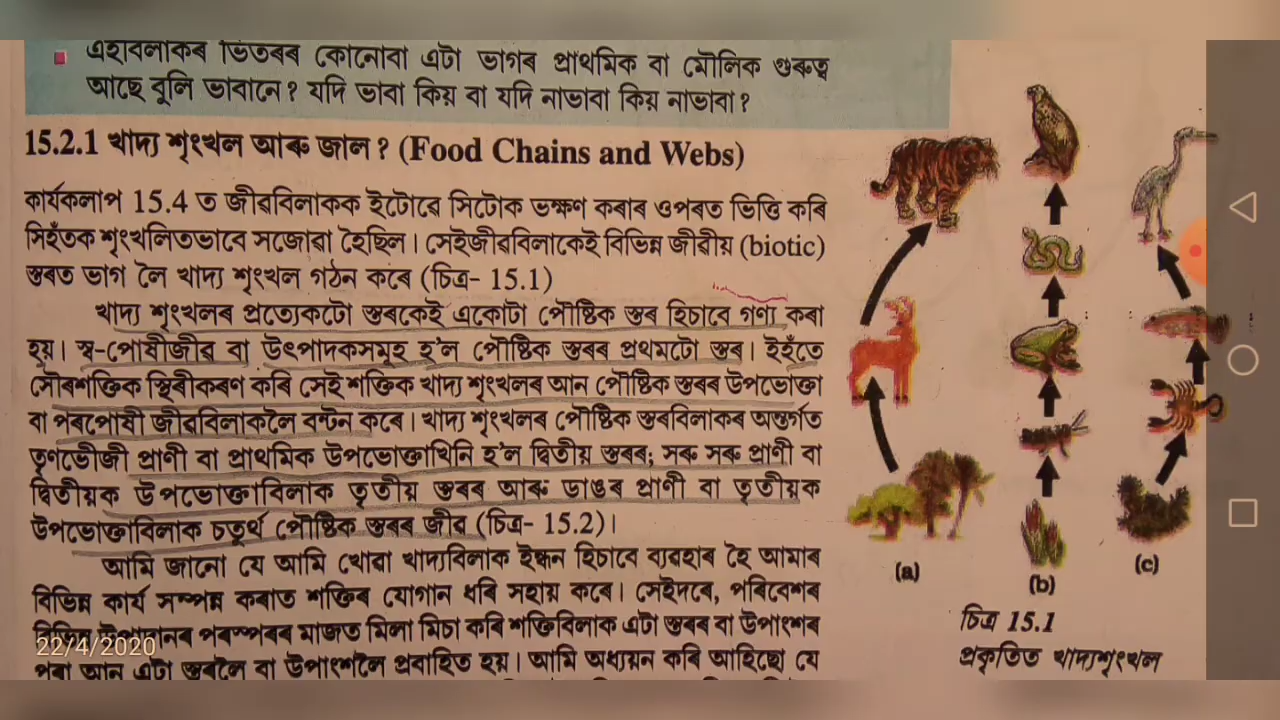 এইবিলাকৰ ভিতৰৰ কোনোবা এটা ভাগৰ প্ৰাথমিক বা মৌলিক গুৰুত্ব
আছে বুলি ভাবানে? যদি ভাবা কিয় বা যদি নাভাবা কিয় নাভাবা?
15.2.1 খাদ্য শৃংখল আৰু জাল? (Food Chains and Webs)
কাৰ্যকলাপ 15.4 ত জীৱবিলাকক ইটোৱে সিটোক ভক্ষণ কৰাৰ ওপৰত ভিত্তি কৰি
সিহঁতক শৃংখলিতভাবে সজোৱা হৈছিল। সেইজীৱবিলাকেই বিভিন্ন জীৱীয় (biotic)
স্তৰত ভাগ লৈ খাদ্য শৃংখল গঠন কৰে (চিত্ৰ- 15.1)
খাদ্য শৃংখলৰ প্ৰত্যেকটো স্তৰকেই একোটা পৌষ্টিক স্তৰ হিচাবে গণ্য কৰা
হয়। স্ব-পোষীজীৱ বা উৎপাদকসমূহ হ'ল পৌষ্টিক স্তৰৰ প্ৰথমটো স্তৰ। ইহঁতে
সৌৰশক্তিক স্থিৰীকৰণ কৰি সেই শক্তিক খাদ্য শৃংখলৰ আন পৌষ্টিক স্তৰৰ উপভোক্তা
বা পৰপোষী জীৱবিলাকলৈ বণ্টন কৰে। খাদ্য শৃংখলৰ পৌষ্টিক স্তৰবিলাকৰ অন্তৰ্গত
তৃণভোজী প্ৰাণী বা প্ৰাথমিক উপভোক্তাখিনি হ'ল দ্বিতীয় স্তৰৰ; সৰু সৰু প্ৰাণী বা
দ্বিতীয়ক উপভোক্তাবিলাক তৃতীয় স্তৰৰ আৰু ডাঙৰ প্ৰাণী বা তৃতীয়ক
উপভোক্তাবিলাক চতুৰ্থ পৌষ্টিক স্তৰৰ জীৱ (চিত্ৰ- 15.2)।
আমি জানো যে আমি খোৱা খাদ্যবিলাক ইন্ধন হিচাবে ব্যৱহাৰ হৈ আমাৰ
বিভিন্ন কাৰ্য সম্পন্ন কৰাত শক্তিৰ যোগান ধৰি সহায় কৰে। সেইদৰে, পৰিবেশৰ
পৰস্পৰৰ মাজত মিলা মিচা কৰি শক্তিবিলাক এটা স্তৰৰ বা উপাংশৰ
22/4/2020
পৰা আন এটা স্তৰলৈ বা উপাংশলৈ প্ৰবাহিত হয়। আমি অধ্যয়ন কৰি আহিছো যে
(a)
(b)
(c)
চিত্ৰ 15.1
প্ৰকৃতিত খাদ্যশৃংখল